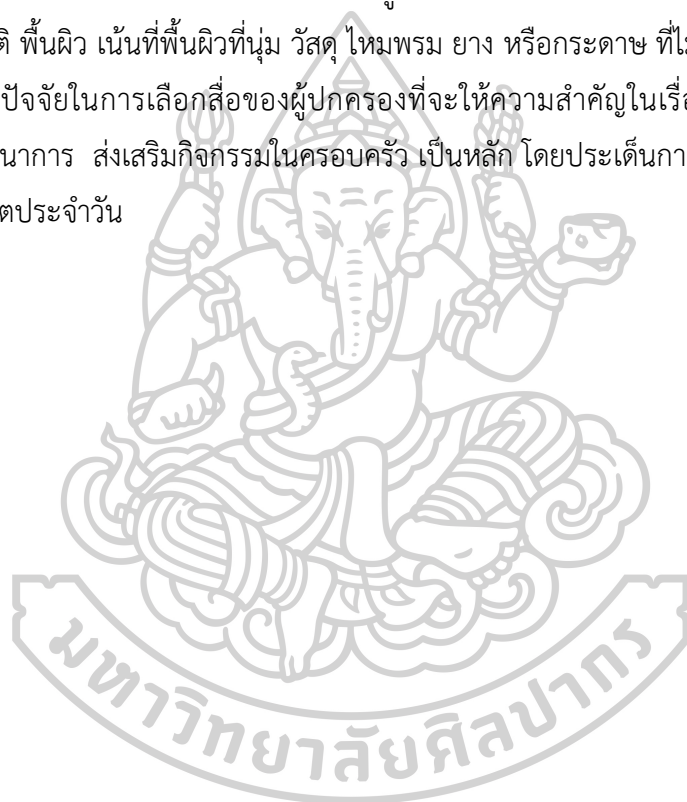 ติ พื้นผิว เน้นที่พื้นผิวที่นุ่ม วัสดุ ไหมพรม ยาง หรือกระดาษ ที่ไม
ปัจจัยในการเลือกสื่อของผู้ปกครองที่จะให้ความสำคัญในเรื่อ
นาการ ส่งเสริมกิจกรรมในครอบครัว เป็นหลัก โดยประเด็นกา
ตประจำวัน
มหาวิทยาลัยศิลปากร